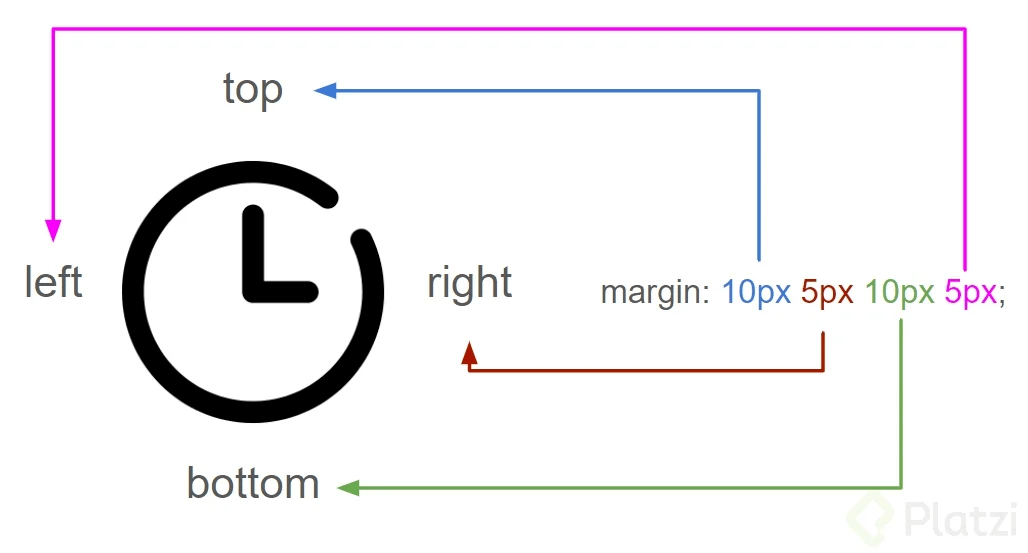 top
left
right
margin: 10px 5px 10px 5px;
bottom
Platzi